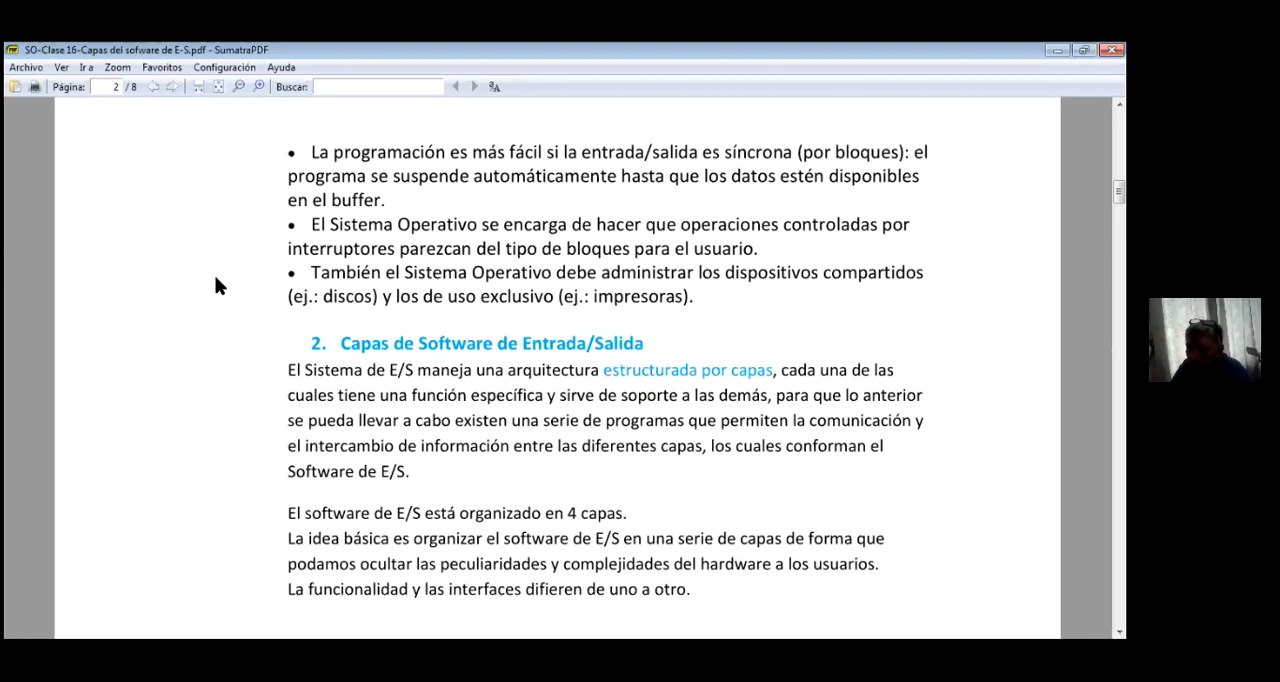 SO-Clase 16-Capas del sofware de E-S.pdf - SumatraPDF
Archivo Ver Ir a Zoom Favoritos Configuración Ayuda
Página: 2 / 8 Buscar:
• La programación es más fácil si la entrada/salida es síncrona (por bloques): el
programa se suspende automáticamente hasta que los datos estén disponibles
en el buffer.
• El Sistema Operativo se encarga de hacer que operaciones controladas por
interruptores parezcan del tipo de bloques para el usuario.
• También el Sistema Operativo debe administrar los dispositivos compartidos
(ej.: discos) y los de uso exclusivo (ej.: impresoras).
2. Capas de Software de Entrada/Salida
El Sistema de E/S maneja una arquitectura estructurada por capas, cada una de las
cuales tiene una función específica y sirve de soporte a las demás, para que lo anterior
se pueda llevar a cabo existen una serie de programas que permiten la comunicación y
el intercambio de información entre las diferentes capas, los cuales conforman el
Software de E/S.
El software de E/S está organizado en 4 capas.
La idea básica es organizar el software de E/S en una serie de capas de forma que
podamos ocultar las peculiaridades y complejidades del hardware a los usuarios.
La funcionalidad y las interfaces difieren de uno a otro.